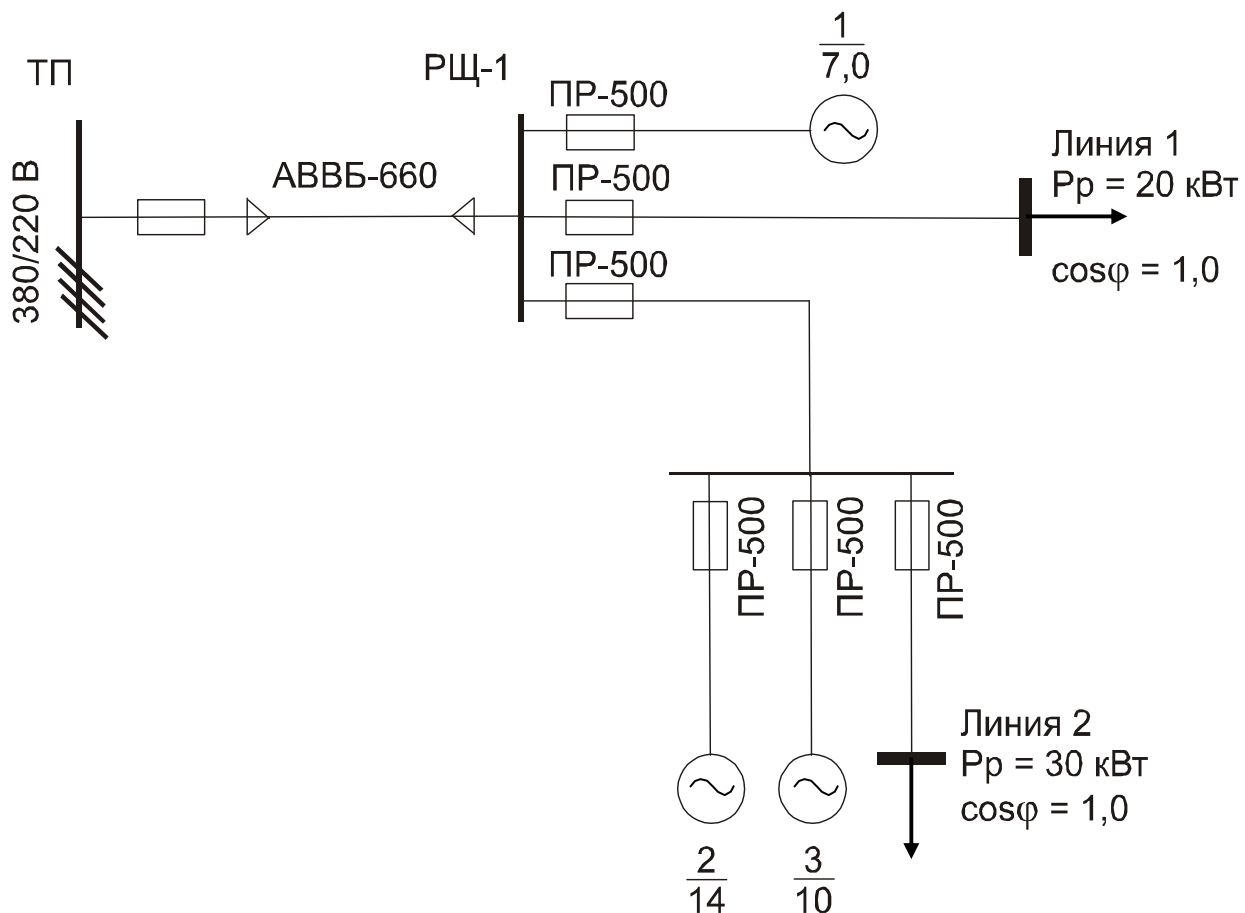 ТП
РЩ-1
1
7,0
ПР-500
380/220 В
АВВБ-660
ПР-500
Линия 1
Рр = 20 кВт
cosφ = 1,0
ПР-500
ПР-500
ПР-500
ПР-500
Линия 2
Рр = 30 кВт
cosφ = 1,0
2
14
3
10